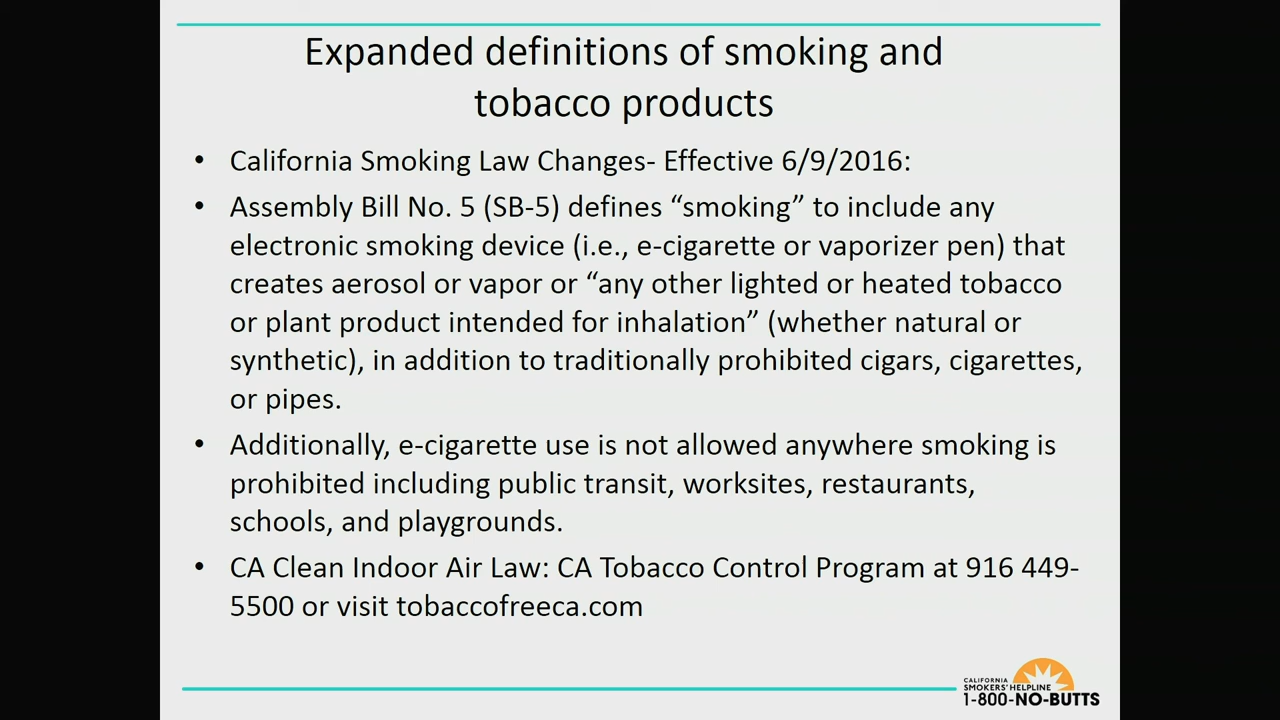 Expanded definitions of smoking and
tobacco products
• California Smoking Law Changes- Effective 6/9/2016:
• Assembly Bill No. 5 (SB-5) defines “smoking” to include any
electronic smoking device (i.e., e-cigarette or vaporizer pen) that
creates aerosol or vapor or “any other lighted or heated tobacco
or plant product intended for inhalation” (whether natural or
synthetic), in addition to traditionally prohibited cigars, cigarettes,
or pipes.
• Additionally, e-cigarette use is not allowed anywhere smoking is
prohibited including public transit, worksites, restaurants,
schools, and playgrounds.
• CA Clean Indoor Air Law: CA Tobacco Control Program at 916 449-
5500 or visit tobaccofreeca.com
CALIFORNIA
SMOKERS' HELPLINE
1-800-NO-BUTTS